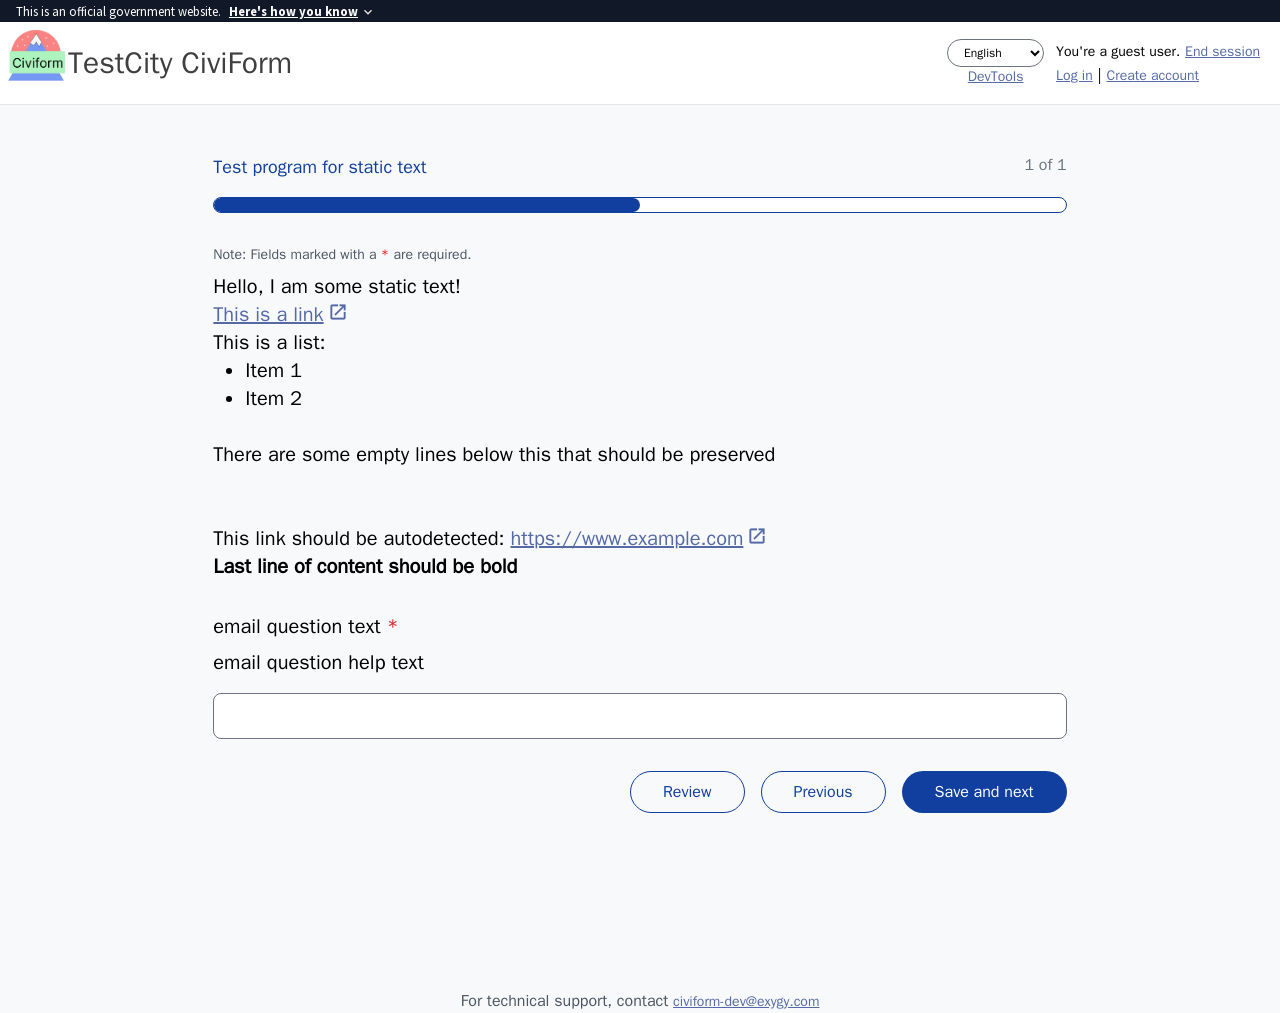 This is an official government website. Here's how you know
Civiform
TestCity CiviForm
English
DevTools
You're a guest user. End session
Log in | Create account
Test program for static text
1 of 1
Note: Fields marked with a * are required.
Hello, I am some static text!
This is a link
This is a list:
• Item 1
• Item 2
There are some empty lines below this that should be preserved
This link should be autodetected: https://www.example.com
Last line of content should be bold
email question text *
email question help text
Review
Previous
Save and next
For technical support, contact civiform-dev@exygy.com